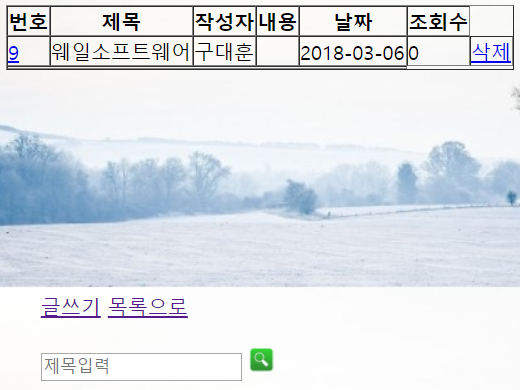 번호 제목 작성자 내용 날짜 조회수
9 웨일소프트웨어 구대훈 2018-03-06 0 삭제
글쓰기 목록으로
제목입력